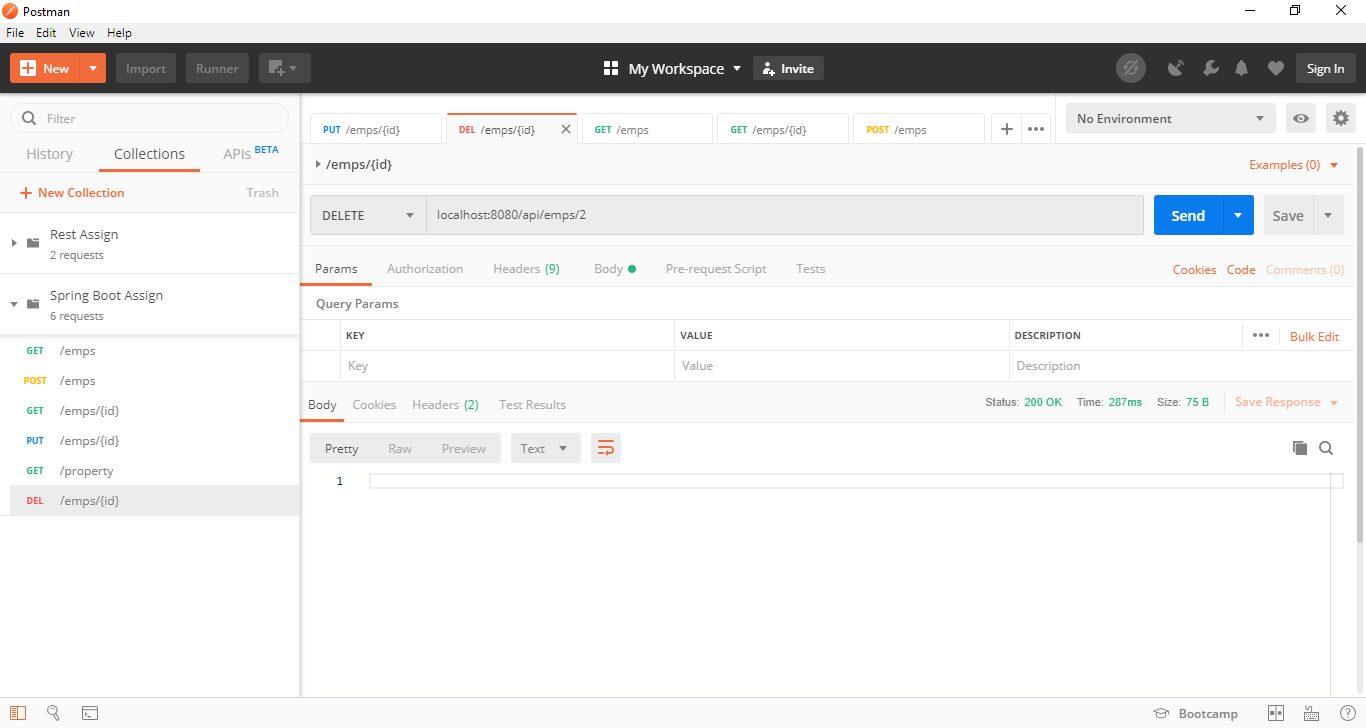 Postman
File Edit View Help
New Import Runner My Workspace Invite Sign In
Filter
History Collections APIs BETA
New Collection Trash
Rest Assign
2 requests
Spring Boot Assign
6 requests
GET /emps
POST /emps
GET /emps/{id}
PUT /emps/{id}
GET /property
DEL /emps/{id}
PUT /emps/{id} DEL /emps/{id} GET /emps GET /emps/{id} POST /emps
No Environment
/emps/{id} Examples (0)
DELETE localhost:8080/api/emps/2 Send Save
Params Authorization Headers (9) Body Pre-request Script Tests Cookies Code Comments (0)
Query Params
KEY VALUE DESCRIPTION Bulk Edit
Key Value Description
Body Cookies Headers (2) Test Results Status: 200 OK Time: 287ms Size: 75 B Save Response
Pretty Raw Preview Text
1
Bootcamp